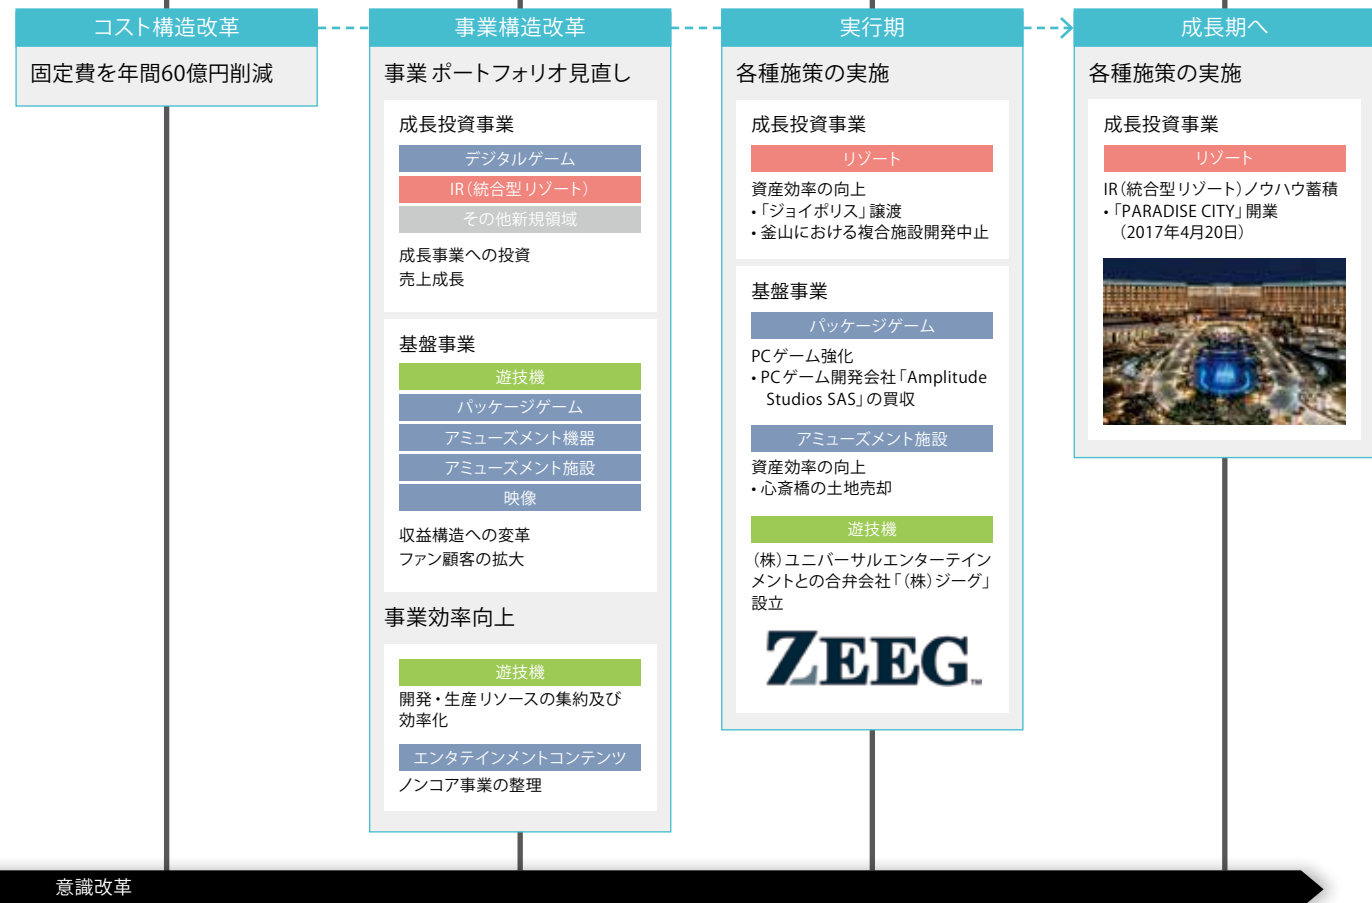 コスト構造改革
固定費を年間60億円削減
事業構造改革
事業ポートフォリオ見直し
成長投資事業
デジタルゲーム
IR(統合型リゾート)
その他新規領域
成長事業への投資
売上成長
基盤事業
遊技機
パッケージゲーム
アミューズメント機器
アミューズメント施設
映像
収益構造への変革
ファン顧客の拡大
事業効率向上
遊技機
開発・生産リソースの集約及び
効率化
エンタテインメントコンテンツ
ノンコア事業の整理
実行期
各種施策の実施
成長投資事業
リゾート
資産効率の向上
・「ジョイポリス」譲渡
・釜山における複合施設開発中止
基盤事業
パッケージゲーム
PCゲーム強化
・PCゲーム開発会社「Amplitude
Studios SAS」の買収
アミューズメント施設
資産効率の向上
・心斎橋の土地売却
遊技機
(株)ユニバーサルエンターテイン
メントとの合弁会社「(株)ジーグ」
設立
ZEEG™
成長期へ
各種施策の実施
成長投資事業
リゾート
IR(統合型リゾート)ノウハウ蓄積
・「PARADISE CITY」開業
(2017年4月20日)
意識改革